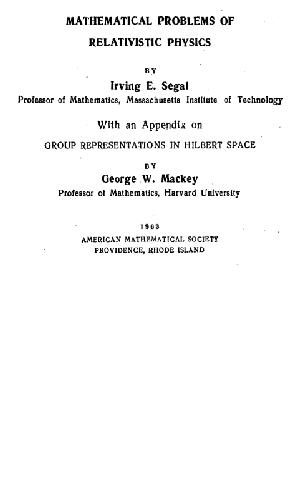 MATHEMATICAL PROBLEMS OF
RELATIVISTIC PHYSICS
BY
Irving E. Segal
Professor of Mathematics, Massachusetts Institute of Technology
With an Appendix on
GROUP REPRESENTATIONS IN HILBERT SPACE
BY
George W. Mackey
Professor of Mathematics, Harvard University
1963
AMERICAN MATHEMATICAL SOCIETY
PROVIDENCE, RHODE ISLAND